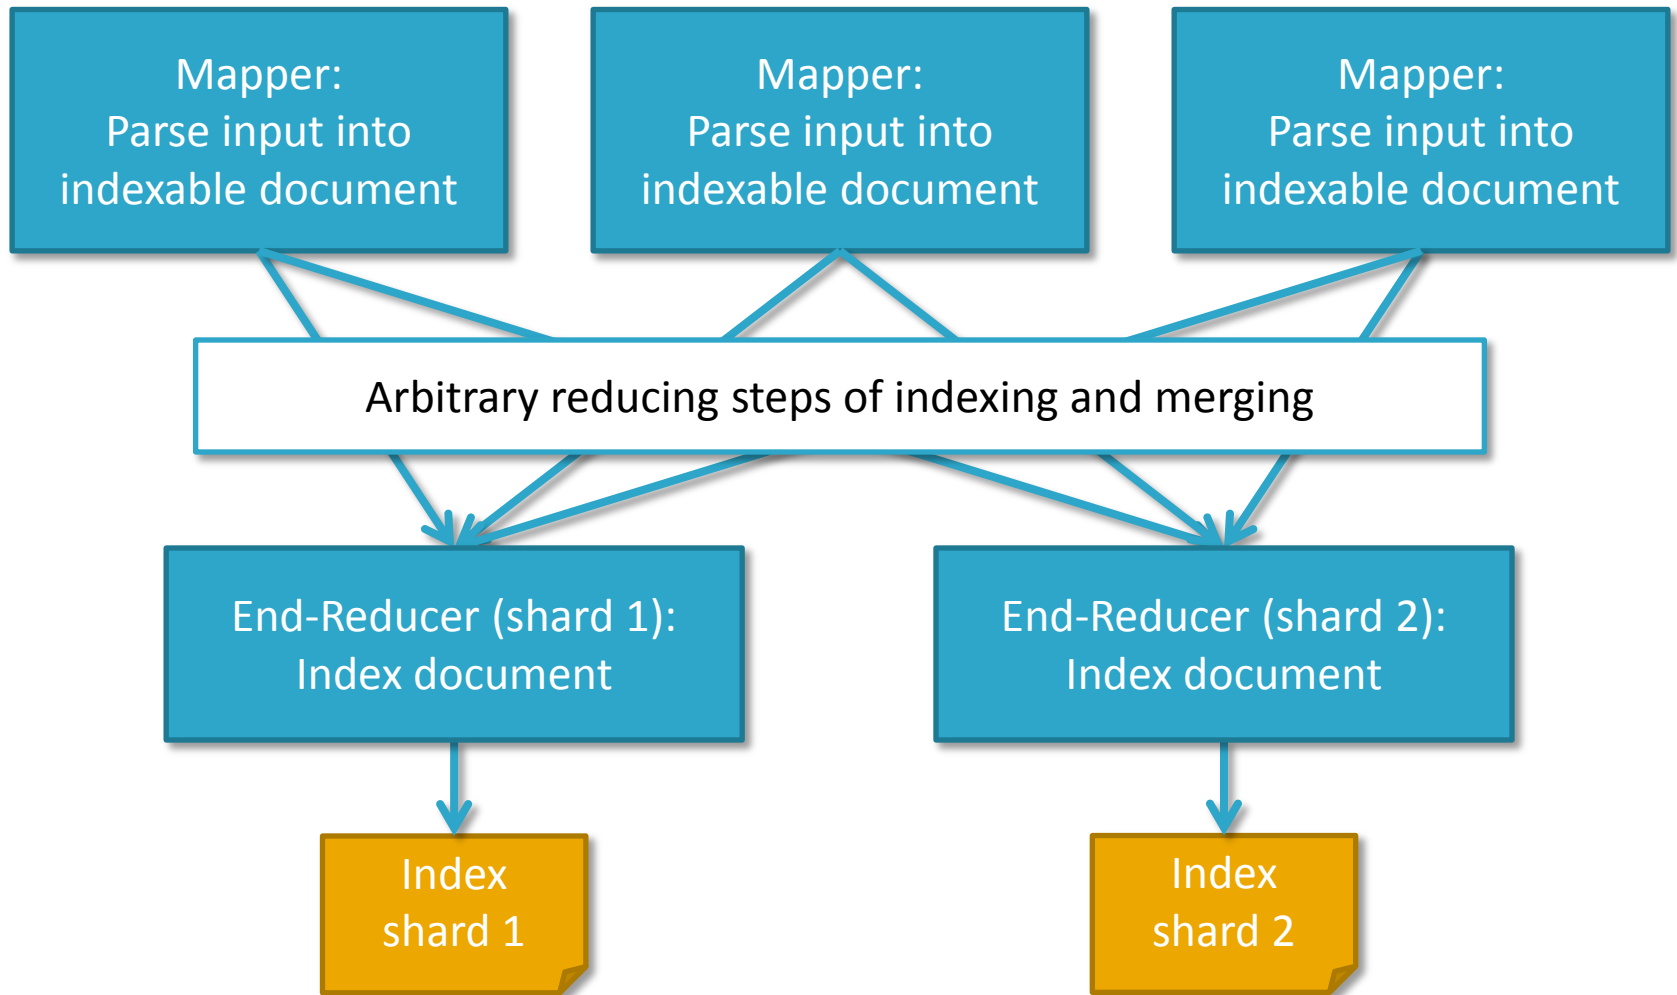 Mapper:
Parse input into
indexable document
Mapper:
Parse input into
indexable document
Mapper:
Parse input into
indexable document
Arbitrary reducing steps of indexing and merging
End-Reducer (shard 1):
Index document
End-Reducer (shard 2):
Index document
Index
shard 1
Index
shard 2